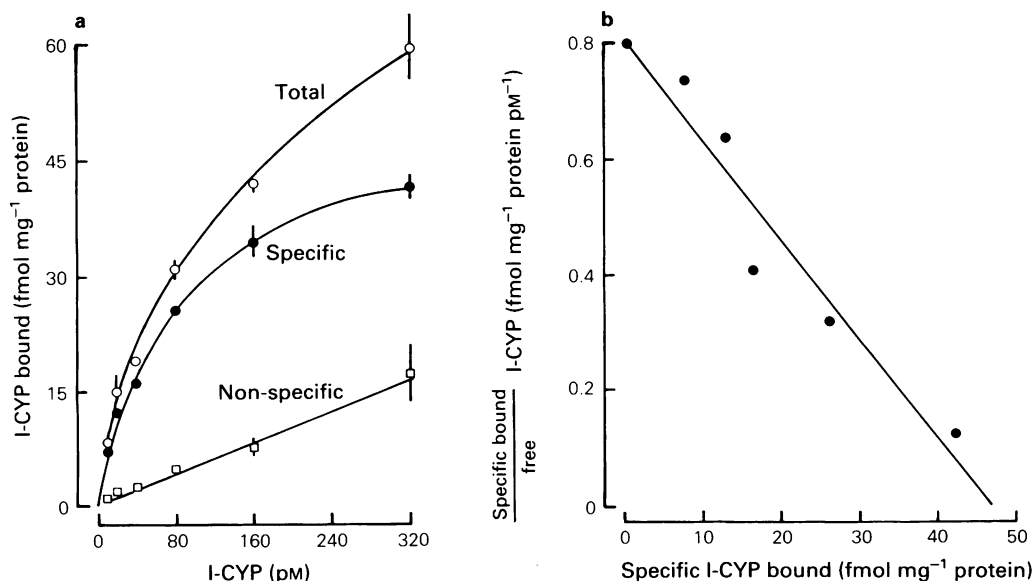 a
60
45
30
15
0
I-CYP bound (fmol mg⁻¹ protein)
Total
Specific
Non-specific
0 80 160 240 320
I-CYP (pM)
b
0.8
0.6
0.4
0.2
0
Specific bound
free
I-CYP (fmol mg⁻¹ protein pM⁻¹)
0 10 20 30 40 50
Specific I-CYP bound (fmol mg⁻¹ protein)